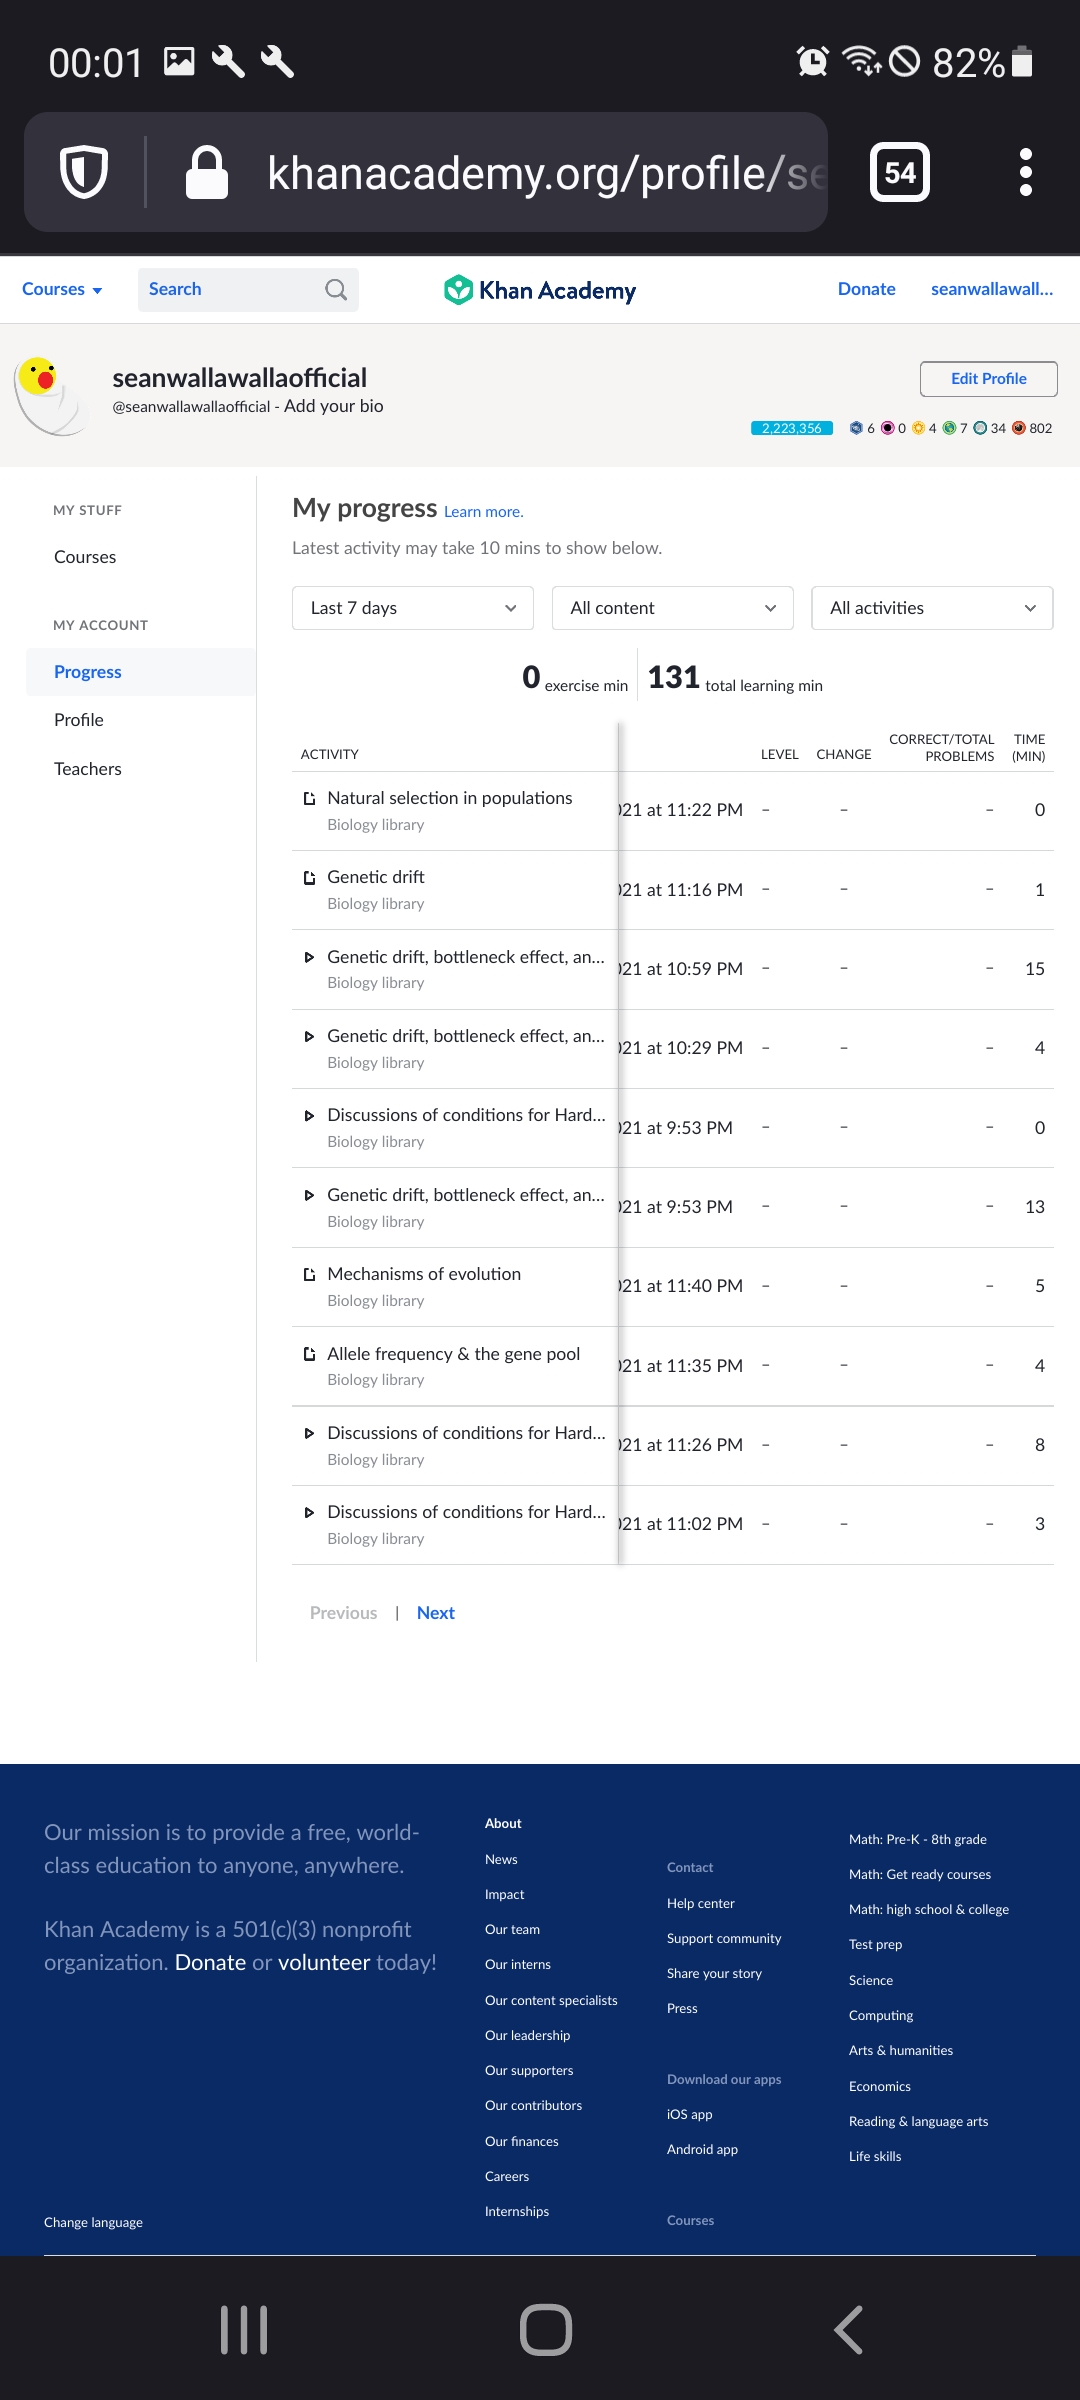 00:01 82%
khanacademy.org/profile/se 54
Courses Search Khan Academy Donate seanwallawall...
seanwallawallaofficial
Edit Profile
@seanwallawallaofficial - Add your bio
2,223,356 6 0 4 7 34 802
MY STUFF
Courses
MY ACCOUNT
Progress
Profile
Teachers
My progress Learn more.
Latest activity may take 10 mins to show below.
Last 7 days All content All activities
0 exercise min 131 total learning min
ACTIVITY LEVEL CHANGE CORRECT/TOTAL PROBLEMS TIME (MIN)
Natural selection in populations
Biology library
021 at 11:22 PM – – – 0
Genetic drift
Biology library
021 at 11:16 PM – – – 1
Genetic drift, bottleneck effect, an...
Biology library
021 at 10:59 PM – – – 15
Genetic drift, bottleneck effect, an...
Biology library
021 at 10:29 PM – – – 4
Discussions of conditions for Hard...
Biology library
021 at 9:53 PM – – – 0
Genetic drift, bottleneck effect, an...
Biology library
021 at 9:53 PM – – – 13
Mechanisms of evolution
Biology library
021 at 11:40 PM – – – 5
Allele frequency & the gene pool
Biology library
021 at 11:35 PM – – – 4
Discussions of conditions for Hard...
Biology library
021 at 11:26 PM – – – 8
Discussions of conditions for Hard...
Biology library
021 at 11:02 PM – – – 3
Previous | Next
Our mission is to provide a free, world-
class education to anyone, anywhere.
Khan Academy is a 501(c)(3) nonprofit
organization. Donate or volunteer today!
Change language
About
News
Impact
Our team
Our interns
Our content specialists
Our leadership
Our supporters
Our contributors
Our finances
Careers
Internships
Contact
Help center
Support community
Share your story
Press
Download our apps
iOS app
Android app
Courses
Math: Pre-K - 8th grade
Math: Get ready courses
Math: high school & college
Test prep
Science
Computing
Arts & humanities
Economics
Reading & language arts
Life skills